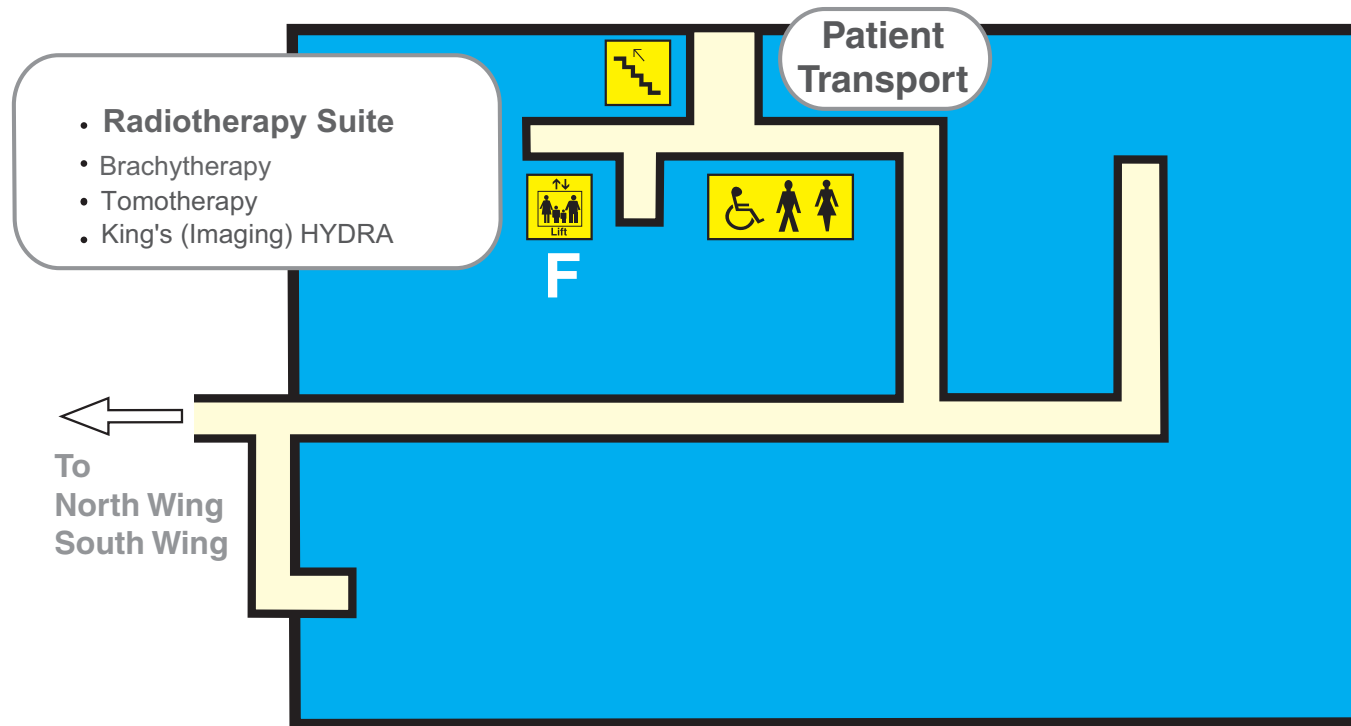 Patient
Transport
• Radiotherapy Suite
• Brachytherapy
• Tomotherapy
• King's (Imaging) HYDRA
Lift
F
To
North Wing
South Wing